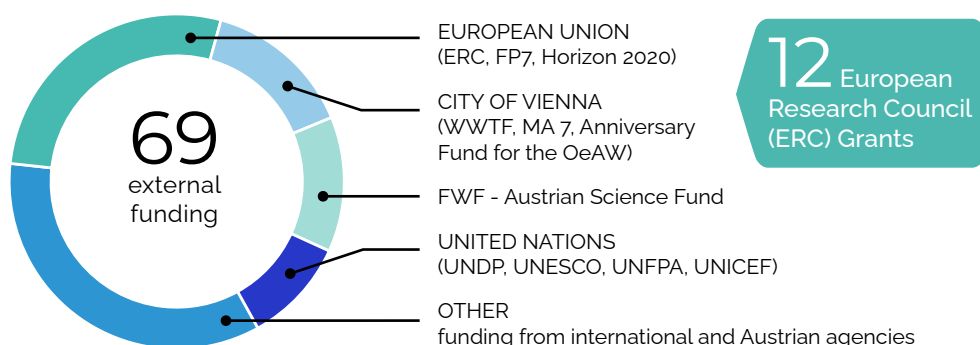 69
external
funding
EUROPEAN UNION
(ERC, FP7, Horizon 2020)
CITY OF VIENNA
(WWTF, MA 7, Anniversary
Fund for the OeAW)
FWF - Austrian Science Fund
UNITED NATIONS
(UNDP, UNESCO, UNFPA, UNICEF)
OTHER
funding from international and Austrian agencies
12 European
Research Council
(ERC) Grants